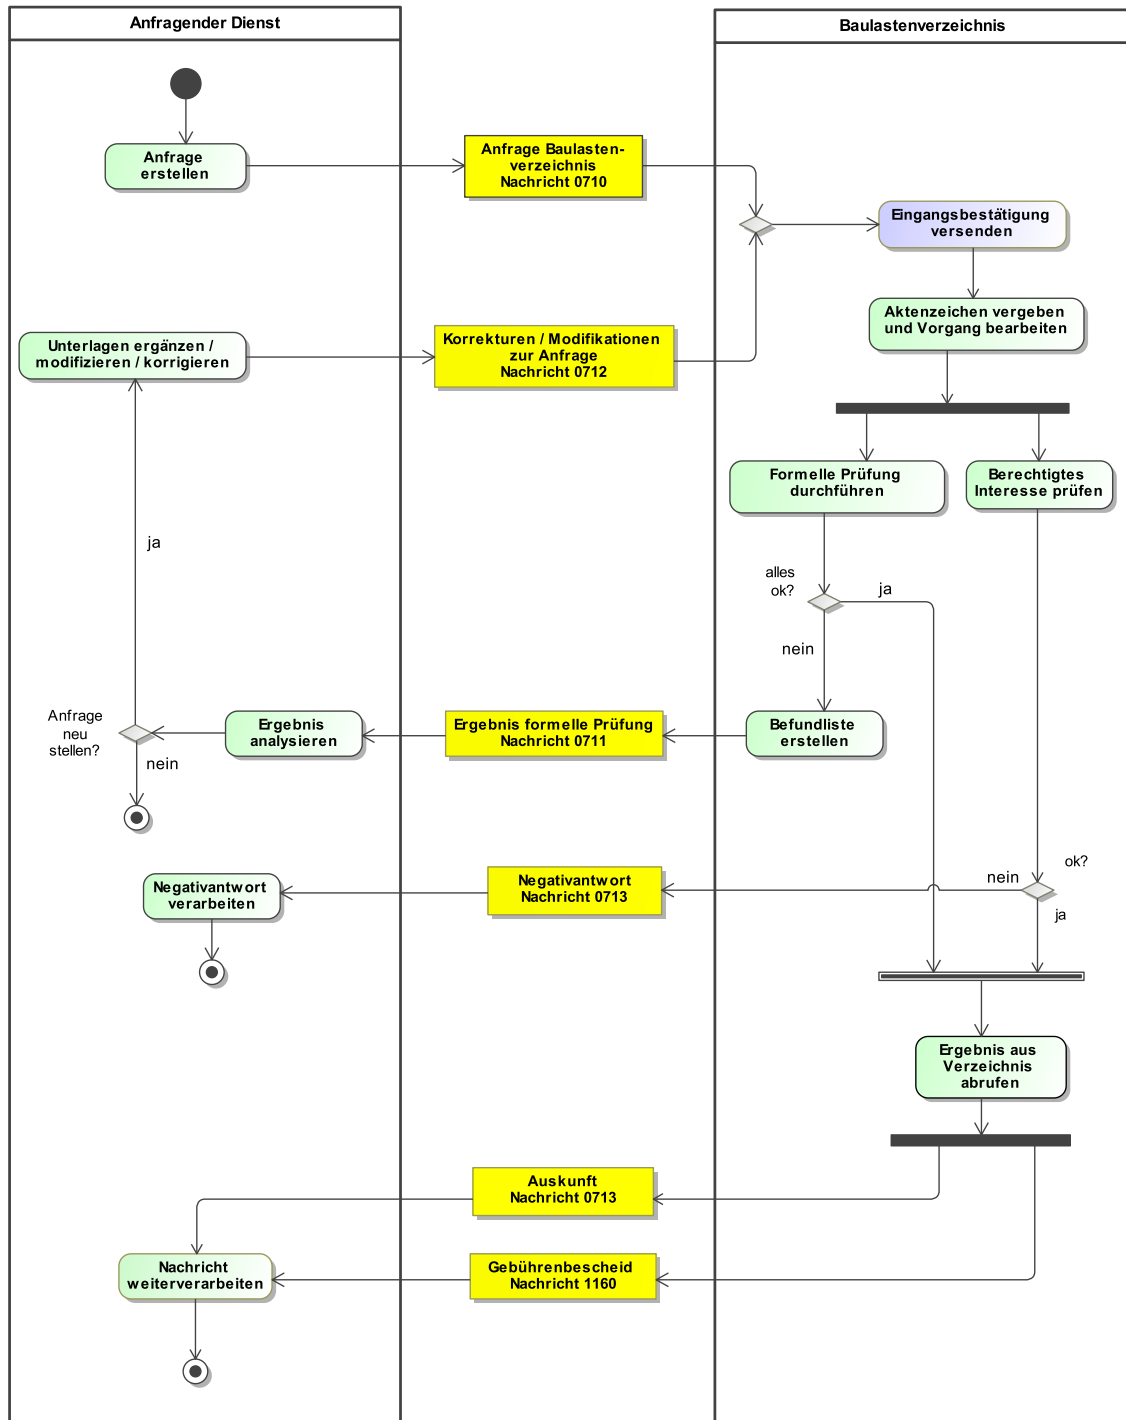 Anfragender Dienst
Baulastenverzeichnis
Anfrage
erstellen
Anfrage Baulasten-
verzeichnis
Nachricht 0710
Eingangsbestätigung
versenden
Aktenzeichen vergeben
und Vorgang bearbeiten
Unterlagen ergänzen /
modifizieren / korrigieren
Korrekturen / Modifikationen
zur Anfrage
Nachricht 0712
Formelle Prüfung
durchführen
Berechtigtes
Interesse prüfen
ja
alles
ok?
ja
nein
Anfrage
neu
stellen?
nein
Ergebnis
analysieren
Ergebnis formelle Prüfung
Nachricht 0711
Befundliste
erstellen
ok?
nein
ja
Negativantwort
verarbeiten
Negativantwort
Nachricht 0713
Ergebnis aus
Verzeichnis
abrufen
Auskunft
Nachricht 0713
Nachricht
weiterverarbeiten
Gebührenbescheid
Nachricht 1160